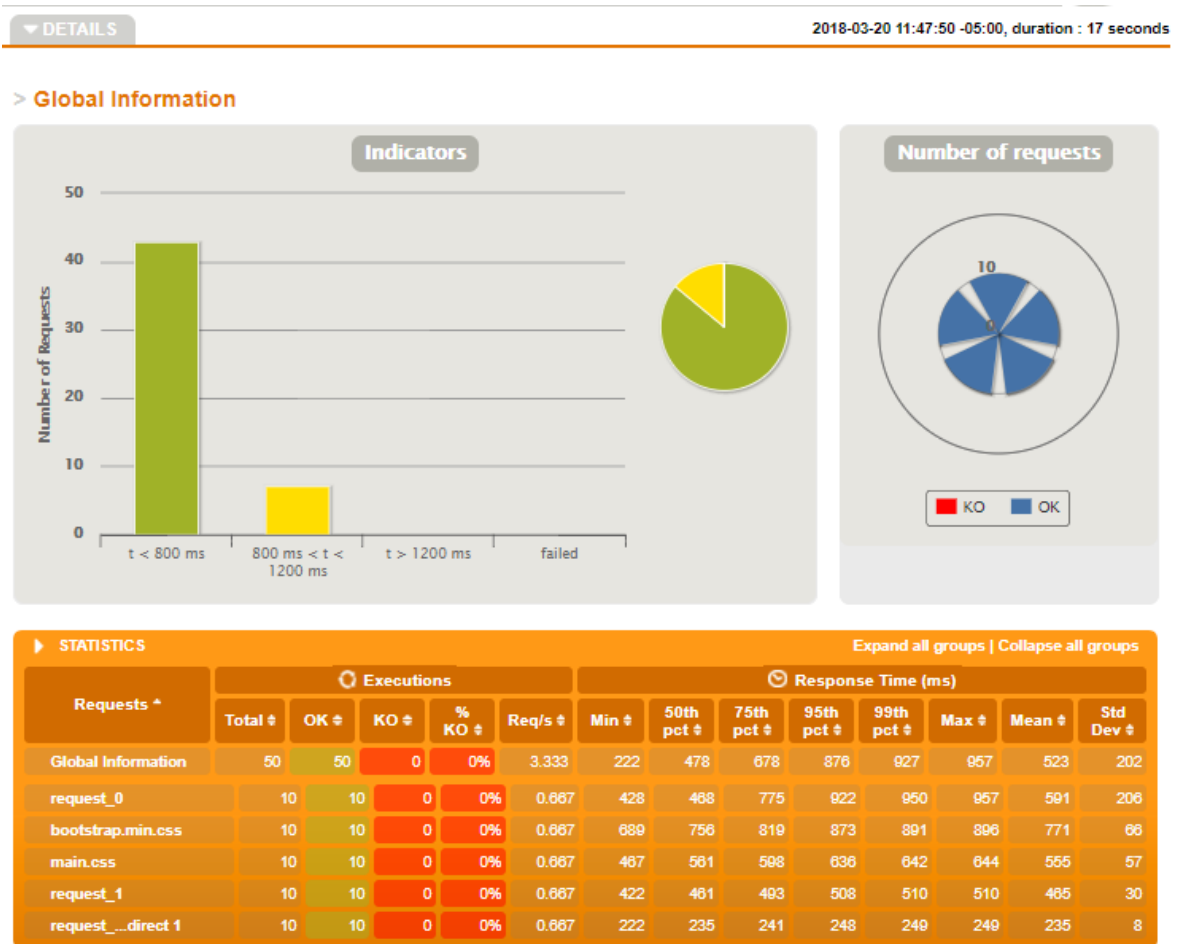 DETAILS
2018-03-20 11:47:50 -05:00, duration : 17 seconds
> Global Information
Indicators
Number of requests
50
40
30
20
10
0
Number of Requests
t < 800 ms
800 ms < t <
1200 ms
t > 1200 ms
failed
10
0
KO OK
STATISTICS
Expand all groups | Collapse all groups
Requests
Executions
Response Time (ms)
Total OK KO % KO Req/s Min 50th pct 75th pct 95th pct 99th pct Max Mean Std Dev
Global Information 50 50 0 0% 3.333 222 478 678 876 927 957 523 202
request_0 10 10 0 0% 0.667 428 468 775 922 950 957 591 206
bootstrap.min.css 10 10 0 0% 0.667 689 756 819 873 891 896 771 66
main.css 10 10 0 0% 0.667 467 561 598 636 642 644 555 57
request_1 10 10 0 0% 0.667 422 461 493 508 510 510 465 30
request_...direct 1 10 10 0 0% 0.667 222 235 241 248 249 249 235 8